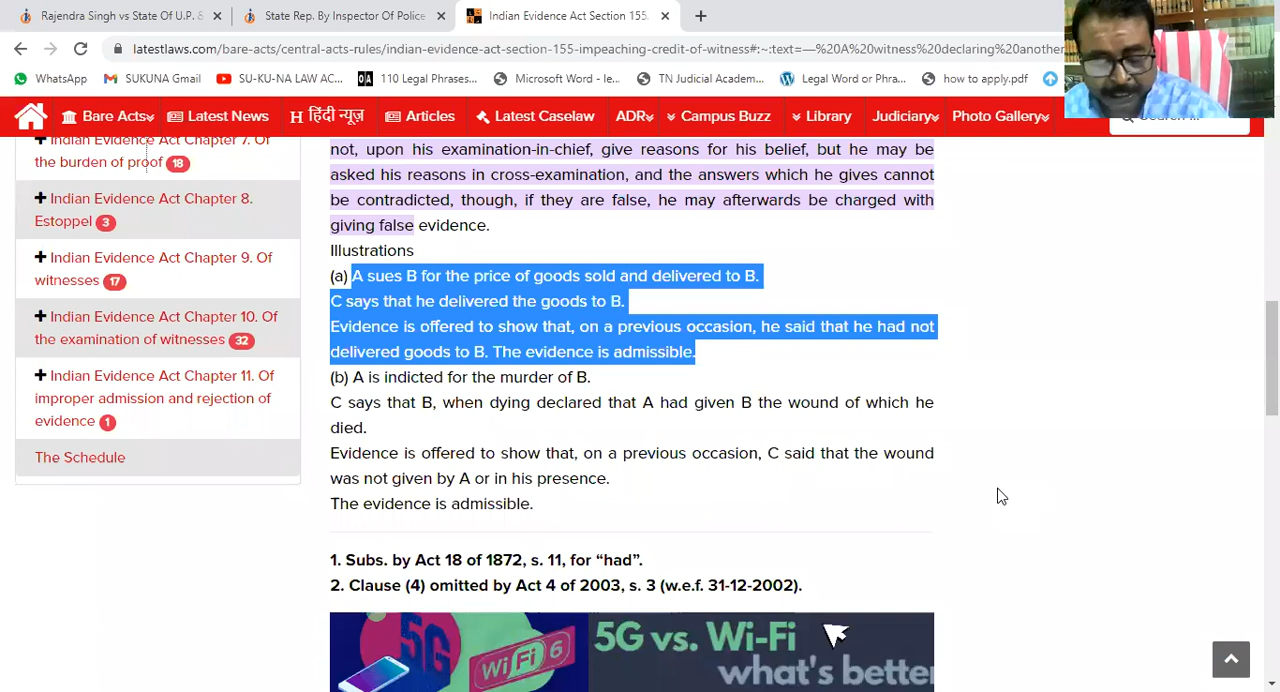 Rajendra Singh vs State Of U.P. &
State Rep. By Inspector Of Police
Indian Evidence Act Section 155.
latestlaws.com/bare-acts/central-acts-rules/indian-evidence-act-section-155-impeaching-credit-of-witness#:~:text=—%20A%20witness%20declaring%20another
WhatsApp
SUKUNA Gmail
SU-KU-NA LAW AC...
110 Legal Phrases...
Microsoft Word - le...
TN Judicial Academ...
Legal Word or Phra...
how to apply.pdf
Bare Acts
Latest News
हिंदी न्यूज़
Articles
Latest Caselaw
ADR
Campus Buzz
Library
Judiciary
Photo Gallery
Indian Evidence Act Chapter 7. Of
the burden of proof 18
Indian Evidence Act Chapter 8.
Estoppel 3
Indian Evidence Act Chapter 9. Of
witnesses 17
Indian Evidence Act Chapter 10. Of
the examination of witnesses 32
Indian Evidence Act Chapter 11. Of
improper admission and rejection of
evidence 1
The Schedule
not, upon his examination-in-chief, give reasons for his belief, but he may be
asked his reasons in cross-examination, and the answers which he gives cannot
be contradicted, though, if they are false, he may afterwards be charged with
giving false evidence.
Illustrations
(a) A sues B for the price of goods sold and delivered to B.
C says that he delivered the goods to B.
Evidence is offered to show that, on a previous occasion, he said that he had not
delivered goods to B. The evidence is admissible.
(b) A is indicted for the murder of B.
C says that B, when dying declared that A had given B the wound of which he
died.
Evidence is offered to show that, on a previous occasion, C said that the wound
was not given by A or in his presence.
The evidence is admissible.
1. Subs. by Act 18 of 1872, s. 11, for “had”.
2. Clause (4) omitted by Act 4 of 2003, s. 3 (w.e.f. 31-12-2002).
5G
WiFi 6
5G vs. Wi-Fi
what's better